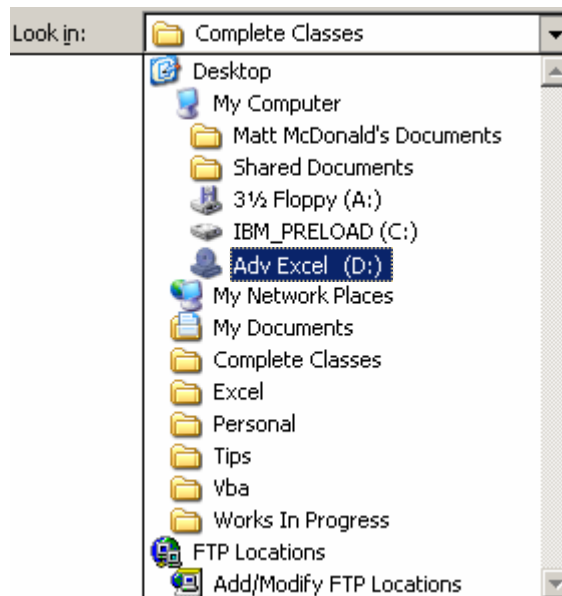 Look in: Complete Classes
Desktop
My Computer
Matt McDonald's Documents
Shared Documents
3½ Floppy (A:)
IBM_PRELOAD (C:)
Adv Excel (D:)
My Network Places
My Documents
Complete Classes
Excel
Personal
Tips
Vba
Works In Progress
FTP Locations
Add/Modify FTP Locations